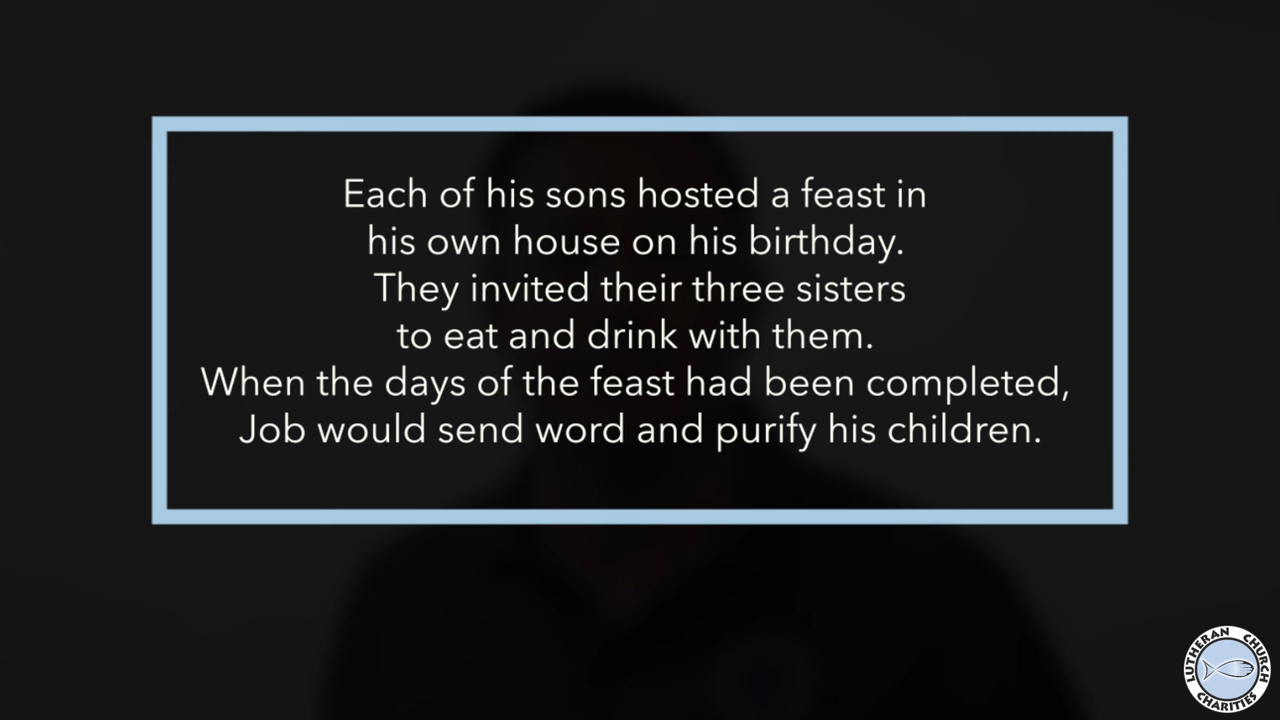 Each of his sons hosted a feast in
his own house on his birthday.
They invited their three sisters
to eat and drink with them.
When the days of the feast had been completed,
Job would send word and purify his children.
LUTHERAN CHURCH
CHARITIES